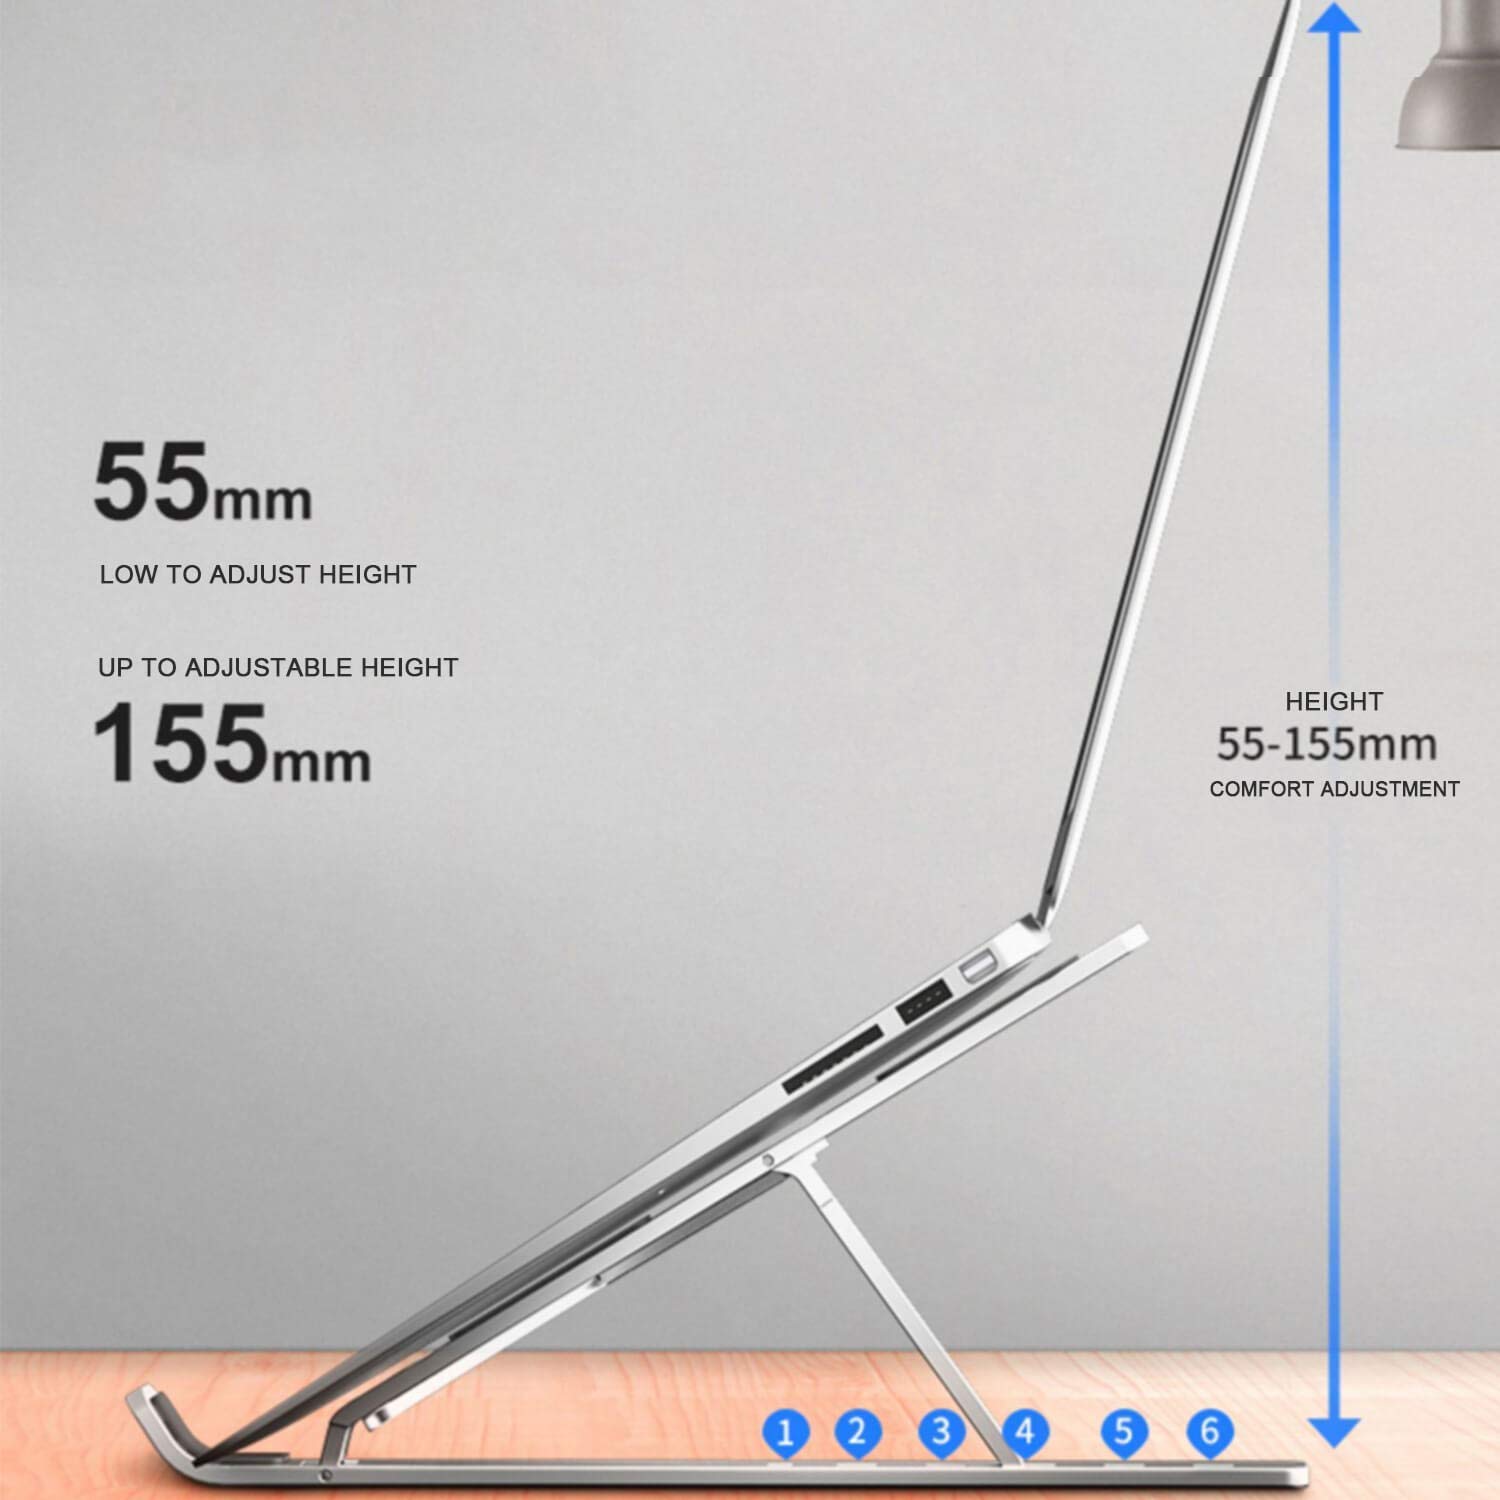 55mm
LOW TO ADJUST HEIGHT
UP TO ADJUSTABLE HEIGHT
155mm
HEIGHT
55-155mm
COMFORT ADJUSTMENT
1 2 3 4 5 6